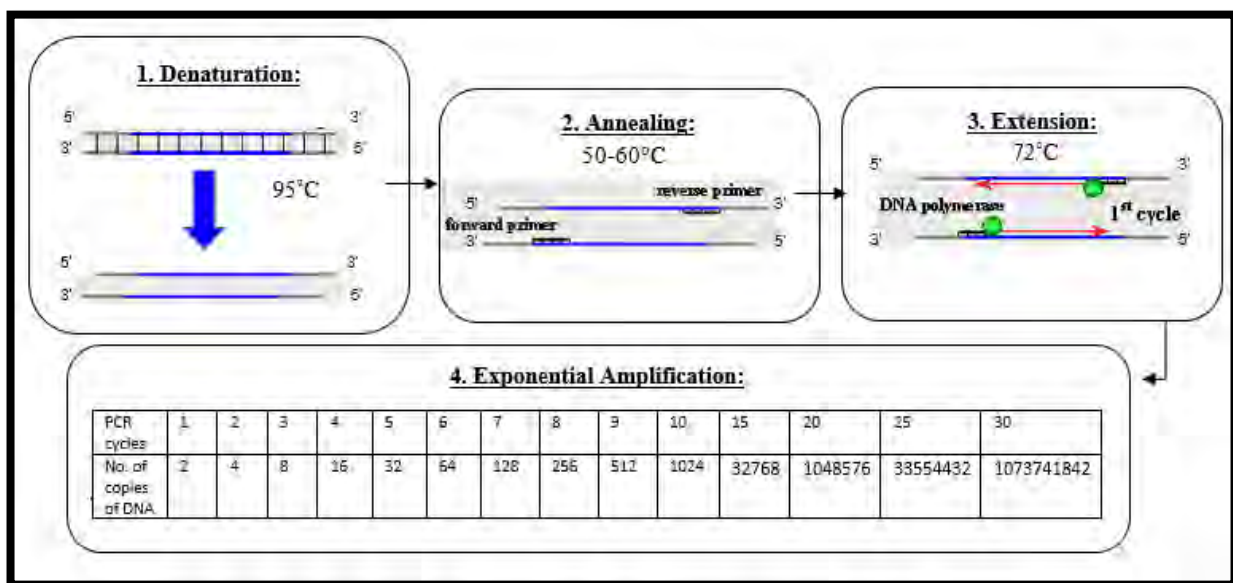 1. Denaturation:
5' 3'
3' 5'
95°C
5' 3'
3' 5'
2. Annealing:
50-60°C
reverse primer
5' 3'
forward primer
3' 5'
3. Extension:
72°C
5' 3'
DNA polymerase
1st cycle
3' 5'
4. Exponential Amplification:
PCR cycles 1 2 3 4 5 6 7 8 9 10 15 20 25 30
No. of copies of DNA 2 4 8 16 32 64 128 256 512 1024 32768 1048576 33554432 1073741842